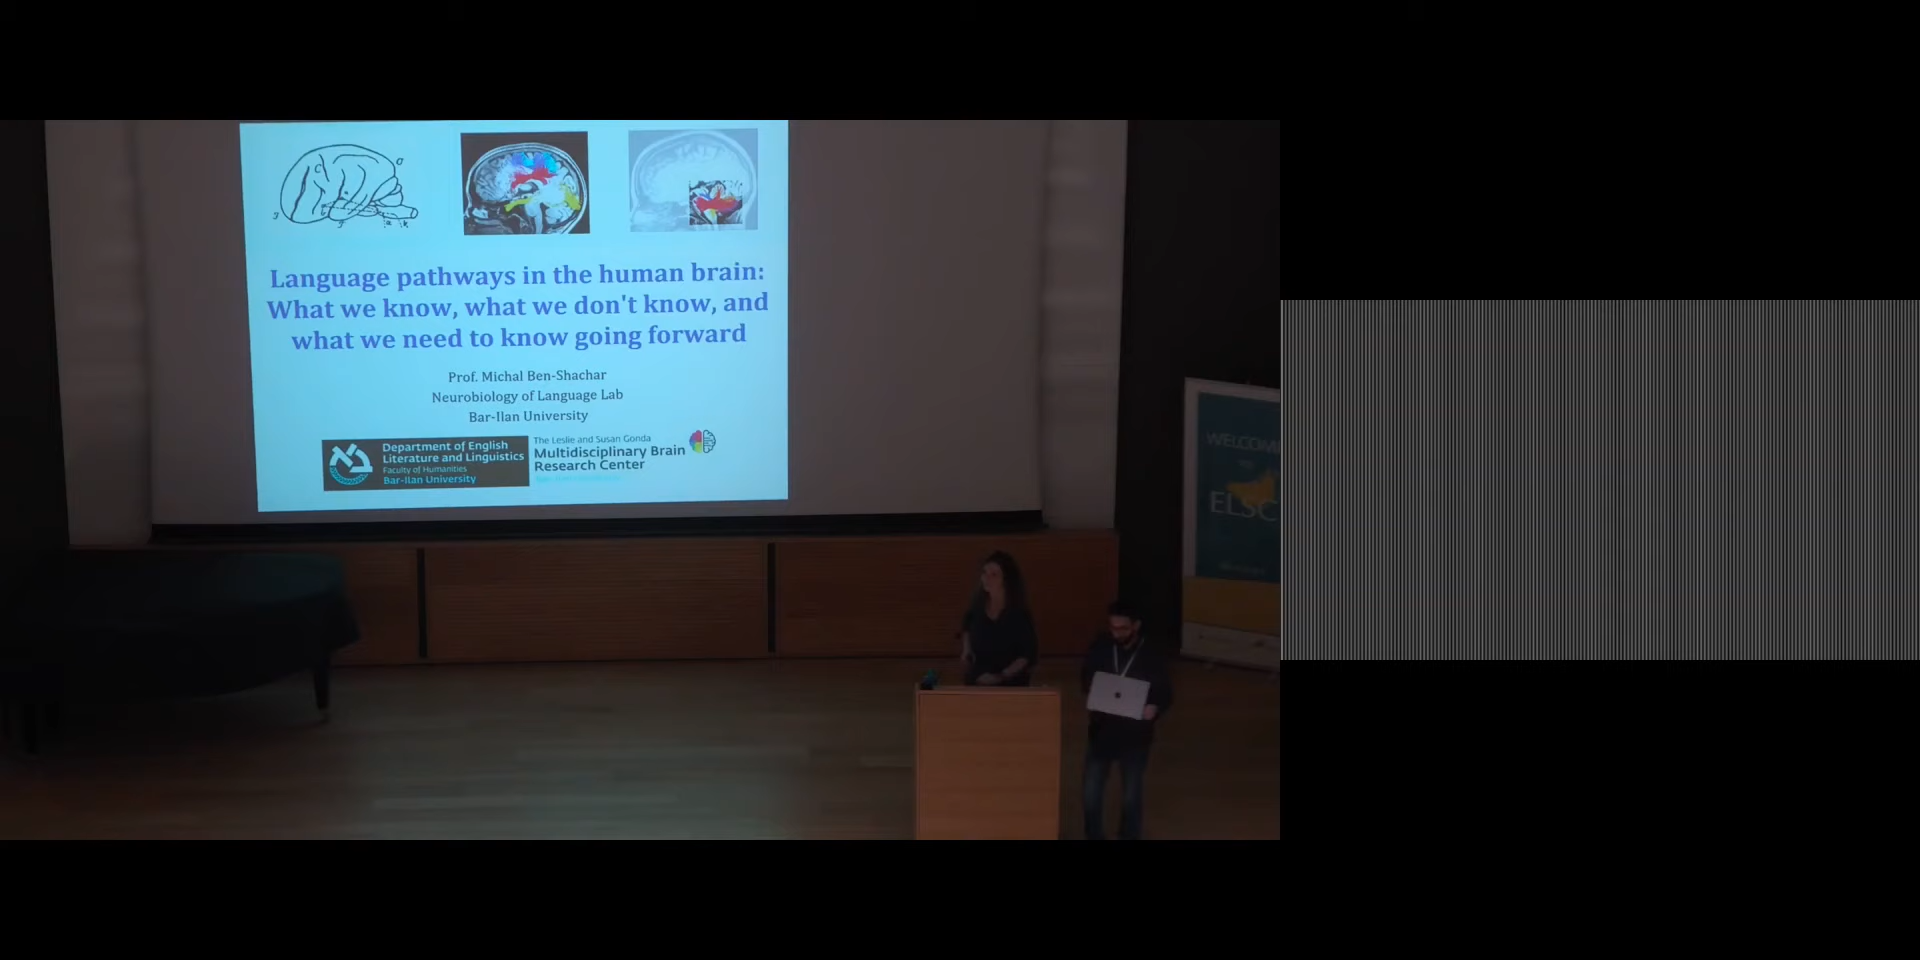 Language pathways in the human brain:
What we know, what we don't know, and
what we need to know going forward
Prof. Michal Ben-Shachar
Neurobiology of Language Lab
Bar-Ilan University
Department of English
Literature and Linguistics
Faculty of Humanities
Bar-Ilan University
The Leslie and Susan Gonda
Multidisciplinary Brain
Research Center
WELCOME
ELSC